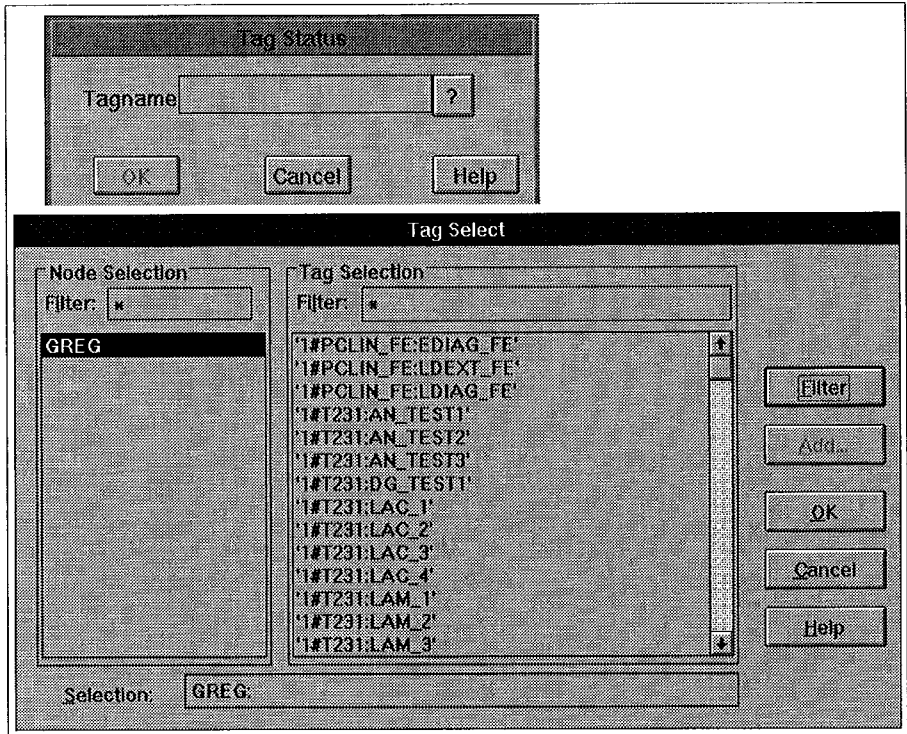 Tag Status
Tagname
?
OK
Cancel
Help
Tag Select
Node Selection
Filter: *
GREG
Tag Selection
Filter: *
'1#PCLIN_FE:EDIAG_FE'
'1#PCLIN_FE:LDEXT_FE'
'1#PCLIN_FE:LDIAG_FE'
'1#T231:AN_TEST1'
'1#T231:AN_TEST2'
'1#T231:AN_TEST3'
'1#T231:DG_TEST1'
'1#T231:LAC_1'
'1#T231:LAC_2'
'1#T231:LAC_3'
'1#T231:LAC_4'
'1#T231:LAM_1'
'1#T231:LAM_2'
'1#T231:LAM_3'
Filter
Add...
OK
Cancel
Help
Selection: GREG: